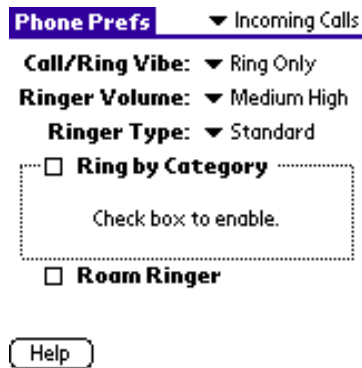 Phone Prefs Incoming Calls
Call/Ring Vibe: Ring Only
Ringer Volume: Medium High
Ringer Type: Standard
Ring by Category
Check box to enable.
Roam Ringer
Help